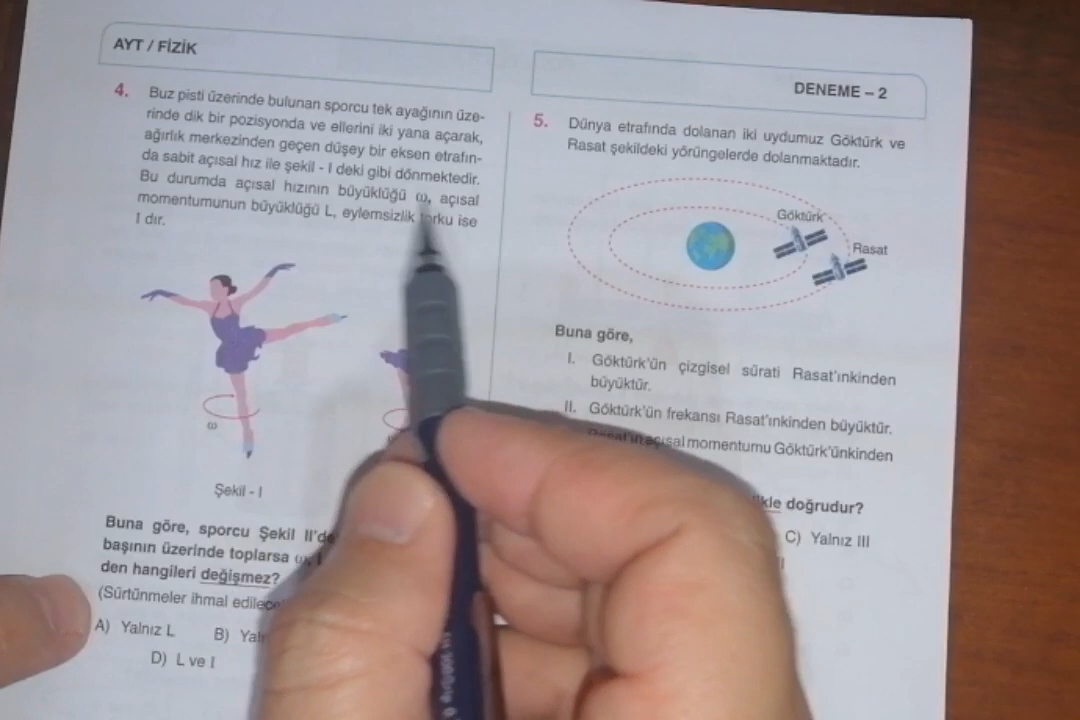 AYT / FİZİK
4. Buz pisti üzerinde bulunan sporcu tek ayağının üze-
rinde dik bir pozisyonda ve ellerini iki yana açarak,
ağırlık merkezinden geçen düşey bir eksen etrafın-
da sabit açısal hız ile şekil - I deki gibi dönmektedir.
Bu durumda açısal hızının büyüklüğü ω, açısal
momentumunun büyüklüğü L, eylemsizlik torku ise
I dır.
ω
Şekil - I
Buna göre, sporcu Şekil II'de
başının üzerinde toplarsa ω,
den hangileri değişmez?
(Sürtünmeler ihmal
A) Yalnız L B)
D) L ve I
DENEME – 2
5. Dünya etrafında dolanan iki uydumuz Göktürk ve
Rasat şekildeki yörüngelerde dolanmaktadır.
Göktürk
Rasat
Buna göre,
I. Göktürk'ün çizgisel sürati Rasat'ınkinden
büyüktür.
II. Göktürk'ün frekansı Rasat'ınkinden büyüktür.
Rasat'ın açısal momentumu Göktürk'ünkinden
doğrudur?
C) Yalnız III